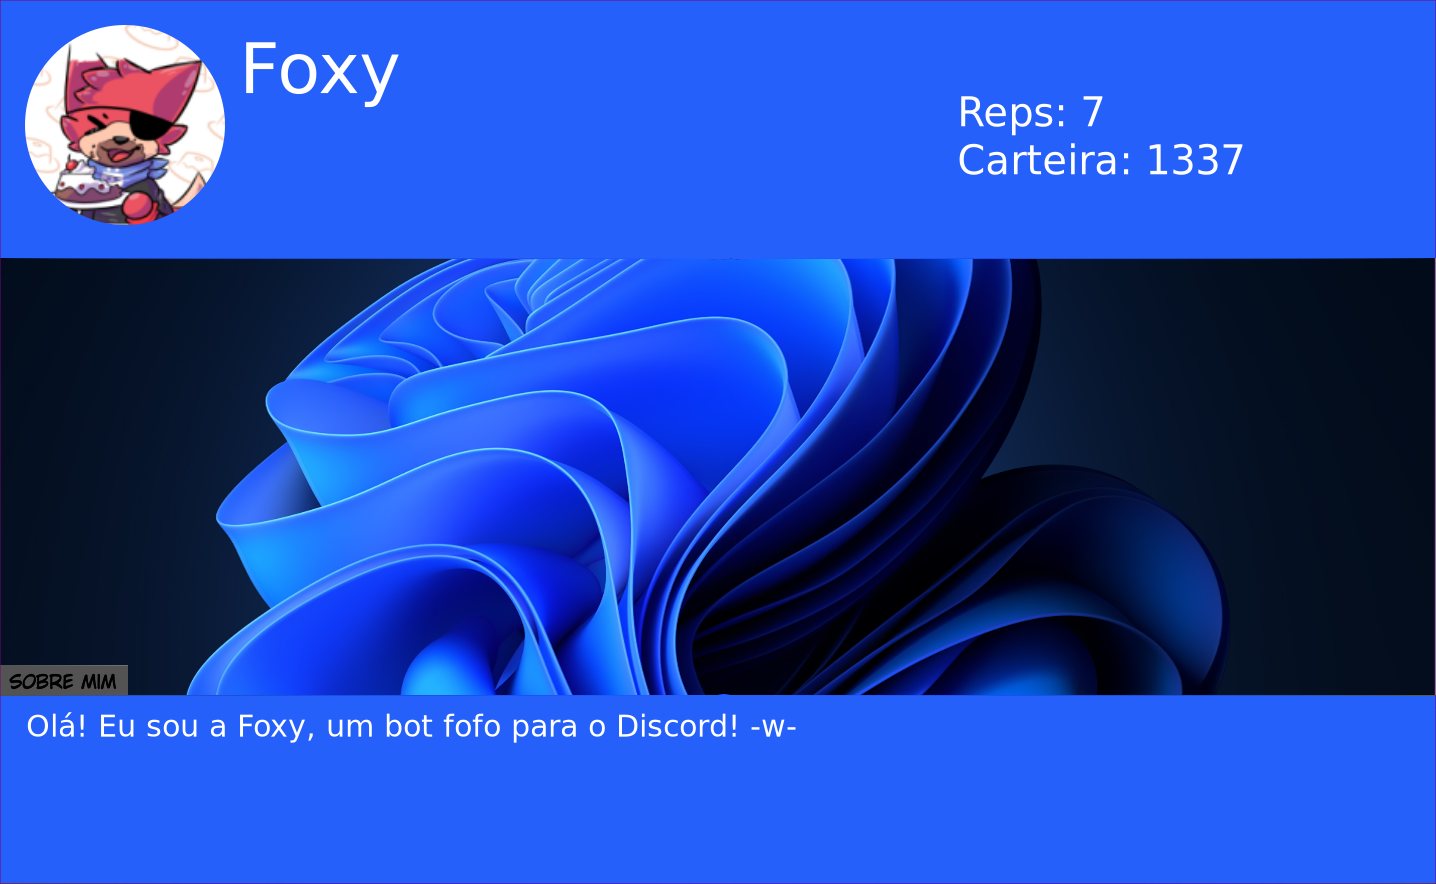 Foxy
Reps: 7
Carteira: 1337
SOBRE MIM
Olá! Eu sou a Foxy, um bot fofo para o Discord! -w-